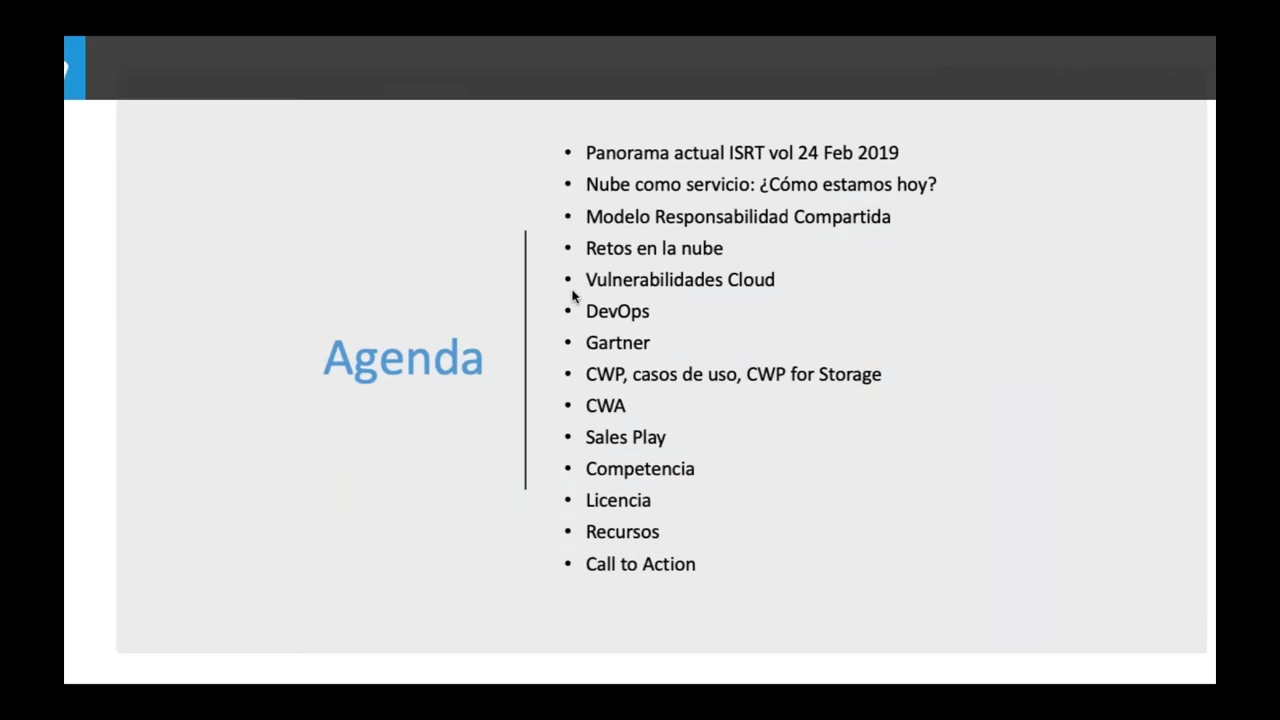 Agenda
• Panorama actual ISRT vol 24 Feb 2019
• Nube como servicio: ¿Cómo estamos hoy?
• Modelo Responsabilidad Compartida
• Retos en la nube
• Vulnerabilidades Cloud
• DevOps
• Gartner
• CWP, casos de uso, CWP for Storage
• CWA
• Sales Play
• Competencia
• Licencia
• Recursos
• Call to Action